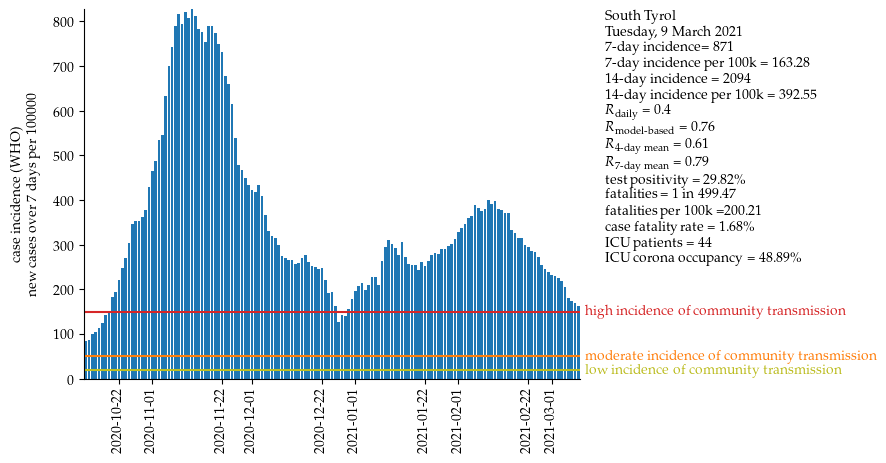 South Tyrol
Tuesday, 9 March 2021
7-day incidence= 871
7-day incidence per 100k = 163.28
14-day incidence = 2094
14-day incidence per 100k = 392.55
R_daily = 0.4
R_model-based = 0.76
R_4-day mean = 0.61
R_7-day mean = 0.79
test positivity = 29.82%
fatalities = 1 in 499.47
fatalities per 100k =200.21
case fatality rate = 1.68%
ICU patients = 44
ICU corona occupancy = 48.89%
case incidence (WHO)
new cases over 7 days per 100000
800
700
600
500
400
300
200
100
0
high incidence of community transmission
moderate incidence of community transmission
low incidence of community transmission
2020-10-22
2020-11-01
2020-11-22
2020-12-01
2020-12-22
2021-01-01
2021-01-22
2021-02-01
2021-02-22
2021-03-01